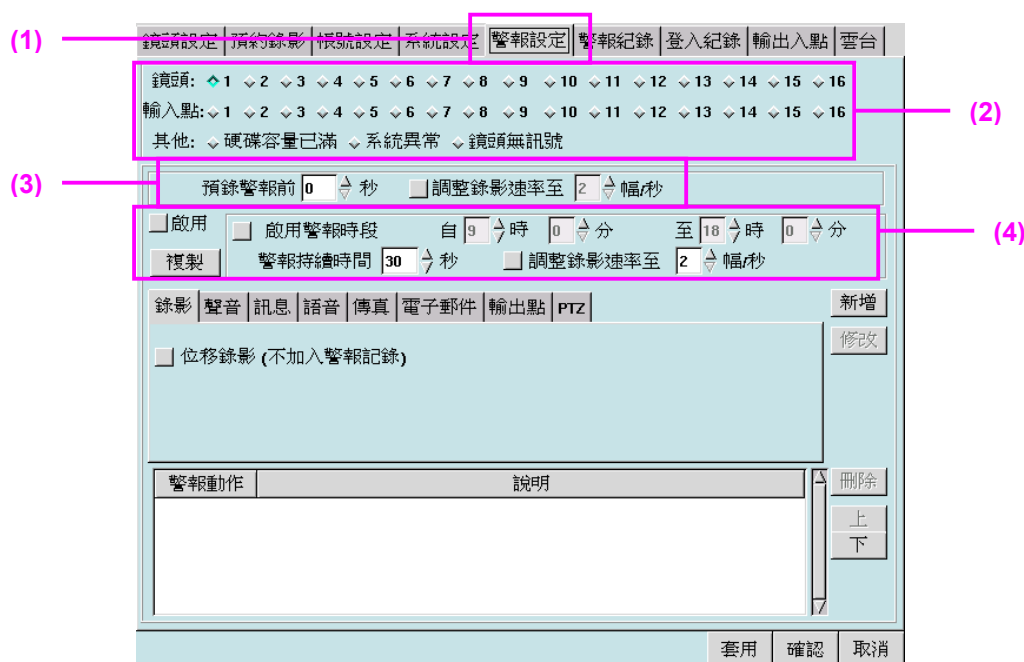 (1)
鏡頭設定 預約錄影 帳號設定 系統設定 警報設定 警報紀錄 登入紀錄 輸出入點 雲台
鏡頭: 1 2 3 4 5 6 7 8 9 10 11 12 13 14 15 16
輸入點: 1 2 3 4 5 6 7 8 9 10 11 12 13 14 15 16
(2)
其他: 硬碟容量已滿 系統異常 鏡頭無訊號
(3)
預錄警報前 0 秒 調整錄影速率至 2 幅/秒
啟用 啟用警報時段 自 9 時 0 分 至 18 時 0 分
(4)
複製 警報持續時間 30 秒 調整錄影速率至 2 幅/秒
錄影 聲音 訊息 語音 傳真 電子郵件 輸出點 PTZ
新增
修改
位移錄影 (不加入警報記錄)
警報動作 說明
刪除
上
下
套用 確認 取消